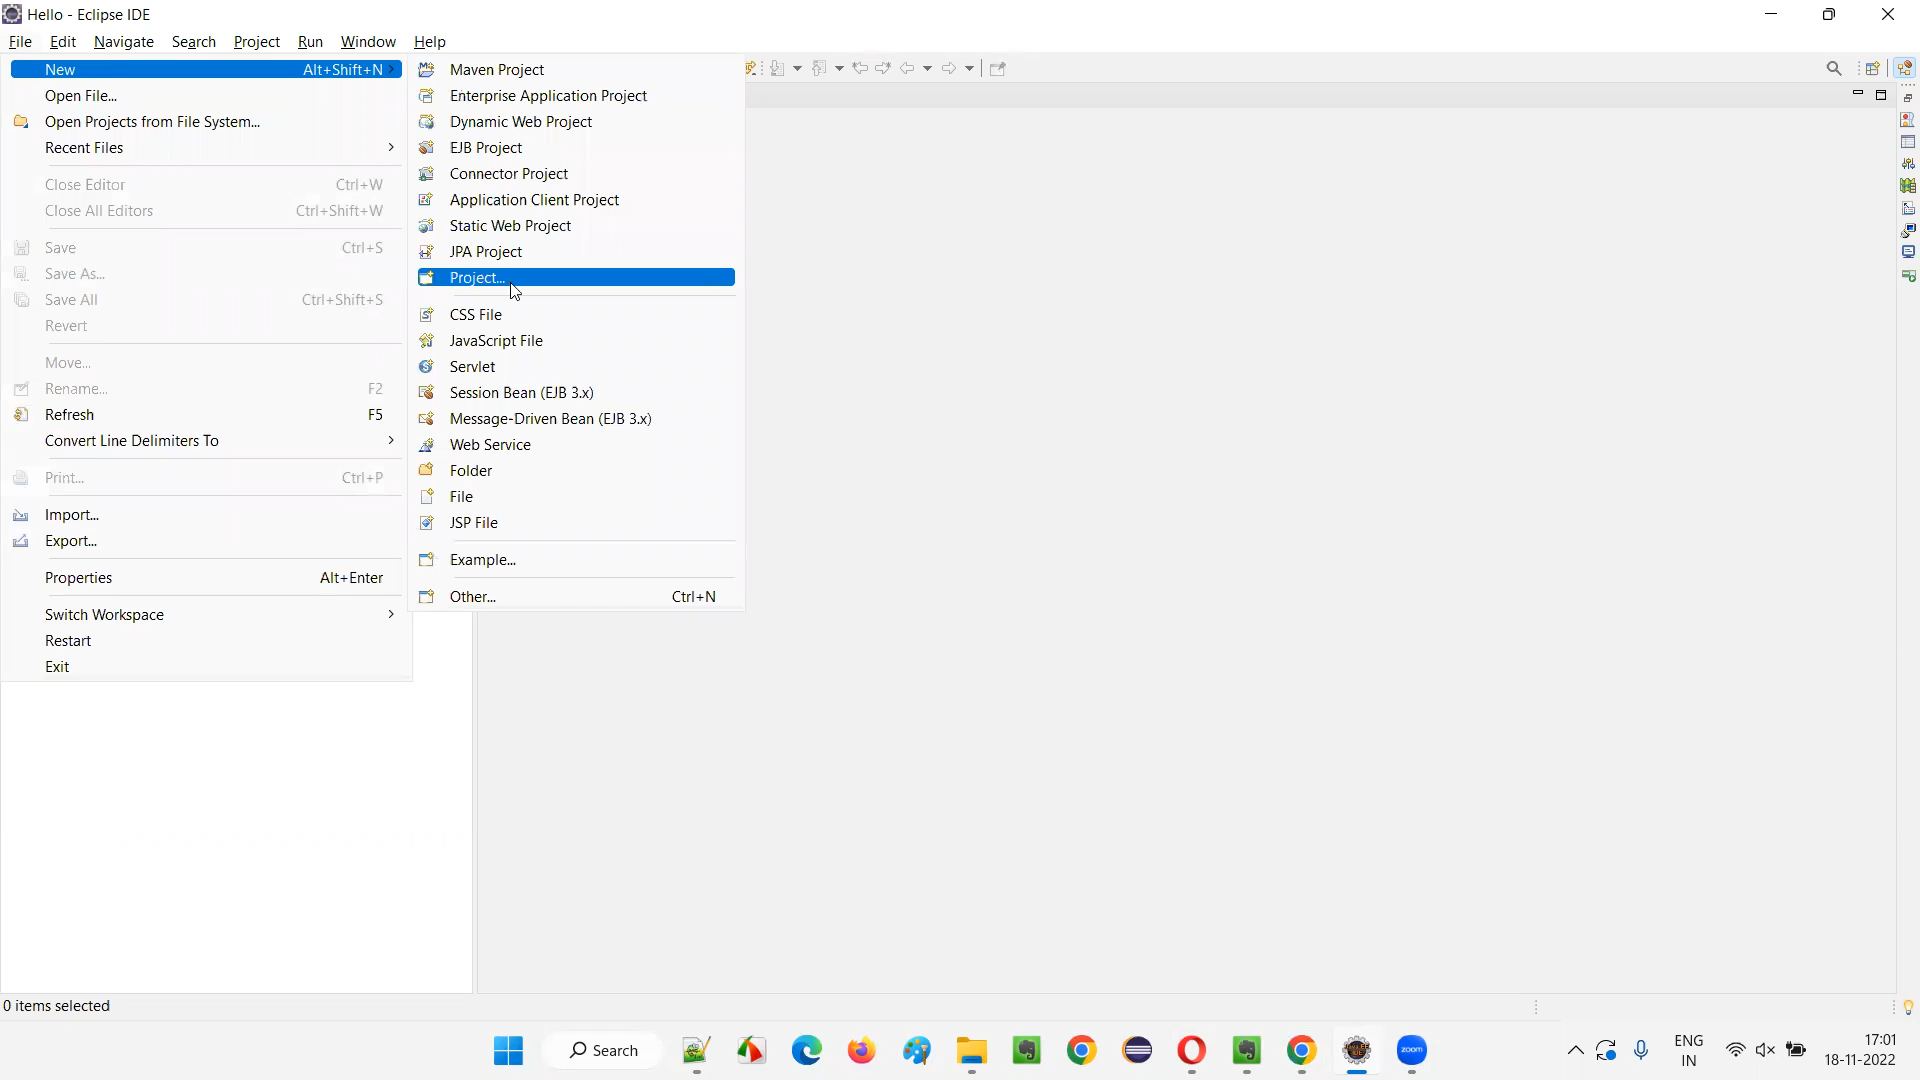 Hello - Eclipse IDE
File Edit Navigate Search Project Run Window Help
New Alt+Shift+N
Open File...
Open Projects from File System...
Recent Files
Close Editor Ctrl+W
Close All Editors Ctrl+Shift+W
Save Ctrl+S
Save As...
Save All Ctrl+Shift+S
Revert
Move...
Rename... F2
Refresh F5
Convert Line Delimiters To
Print... Ctrl+P
Import...
Export...
Properties Alt+Enter
Switch Workspace
Restart
Exit
Maven Project
Enterprise Application Project
Dynamic Web Project
EJB Project
Connector Project
Application Client Project
Static Web Project
JPA Project
Project...
CSS File
JavaScript File
Servlet
Session Bean (EJB 3.x)
Message-Driven Bean (EJB 3.x)
Web Service
Folder
File
JSP File
Example...
Other... Ctrl+N
0 items selected
Search
zoom
ENG
IN
17:01
18-11-2022